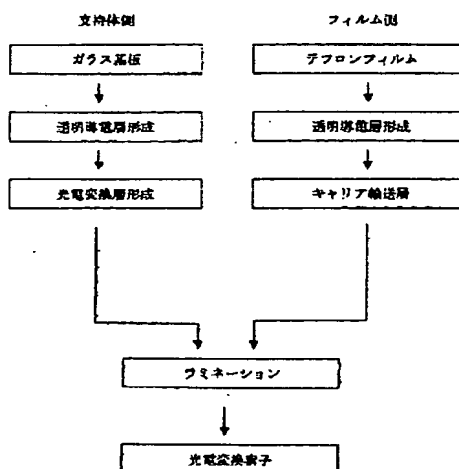 支持体側
フィルム側
ガラス基板
テフロンフィルム
透明導電層形成
透明導電層形成
光電変換層形成
キャリア輸送層
ラミネーション
光電変換素子